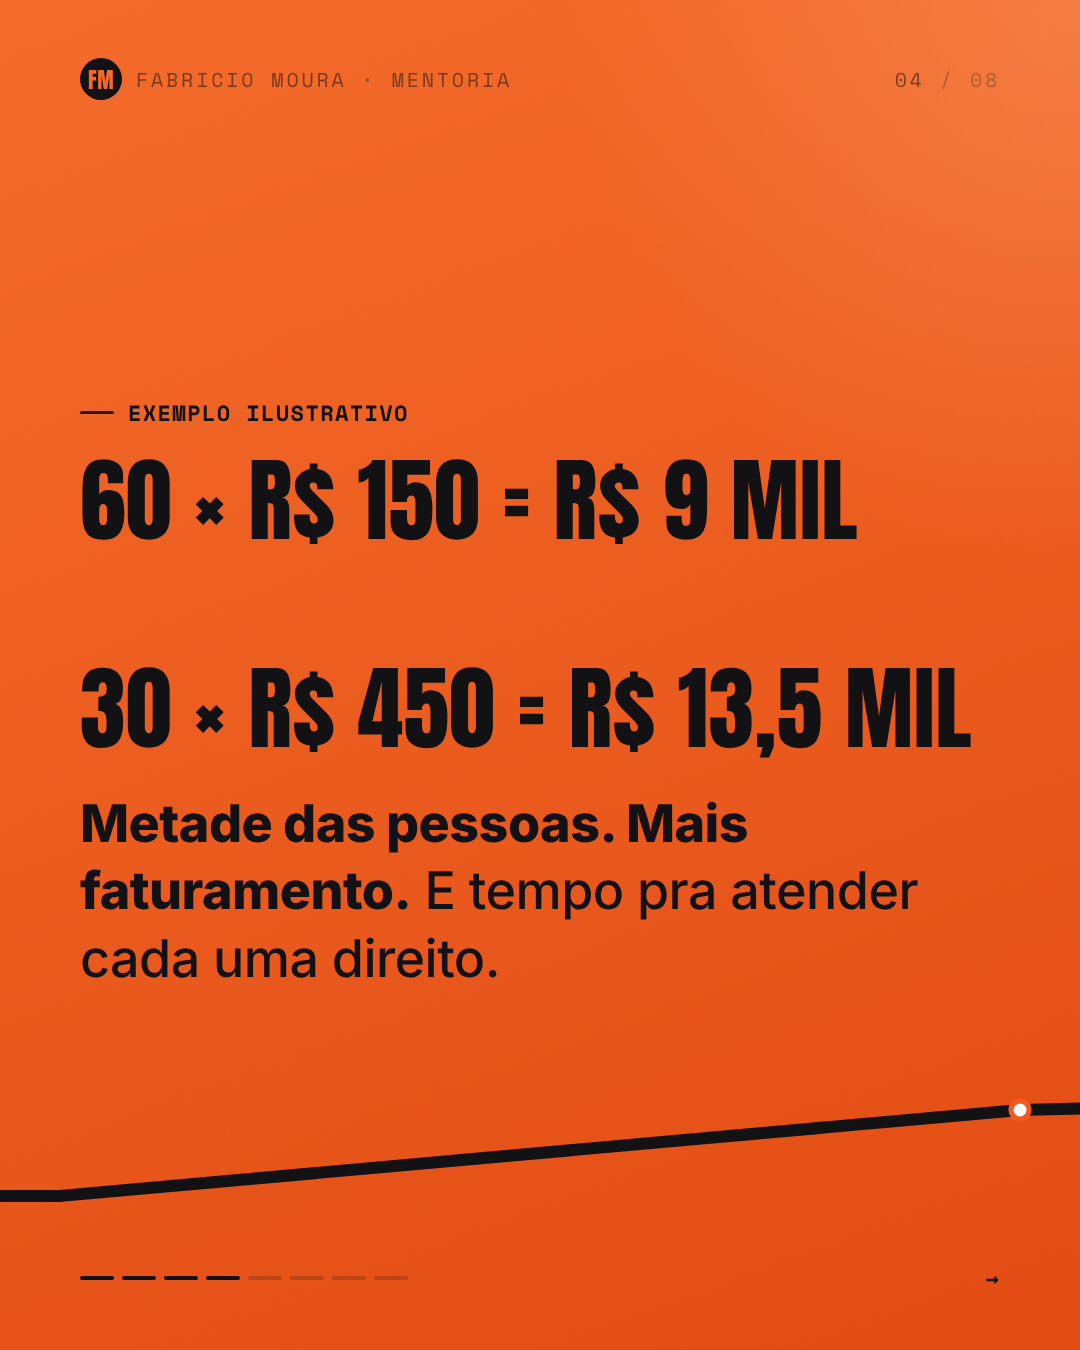 FM FABRICIO MOURA · MENTORIA
04 / 08
EXEMPLO ILUSTRATIVO
60 × R$ 150 = R$ 9 MIL
30 × R$ 450 = R$ 13,5 MIL
Metade das pessoas. Mais
faturamento. E tempo pra atender
cada uma direito.
→